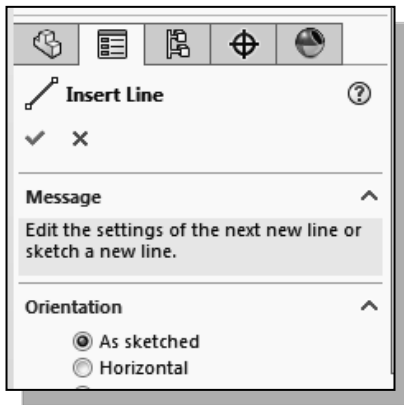 Insert Line
Message
Edit the settings of the next new line or
sketch a new line.
Orientation
As sketched
Horizontal